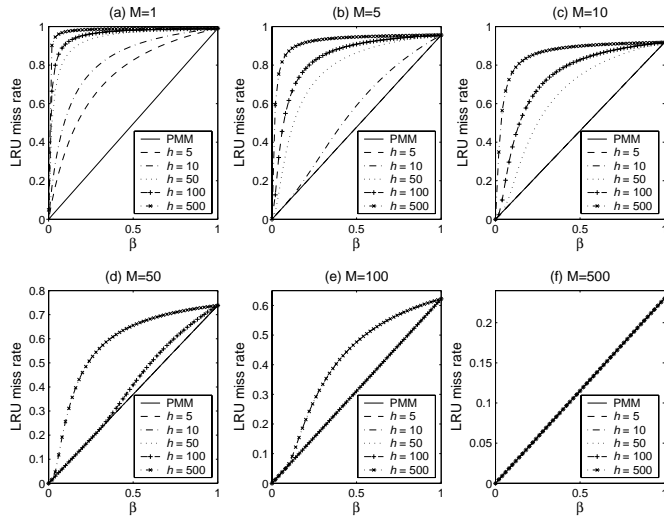 (a) M=1
LRU miss rate
1
0.8
0.6
0.4
0.2
0
0
0.5
1
β
PMM
h = 5
h = 10
h = 50
h = 100
h = 500
(b) M=5
LRU miss rate
1
0.8
0.6
0.4
0.2
0
0
0.5
1
β
PMM
h = 5
h = 10
h = 50
h = 100
h = 500
(c) M=10
LRU miss rate
1
0.8
0.6
0.4
0.2
0
0
0.5
1
β
PMM
h = 5
h = 10
h = 50
h = 100
h = 500
(d) M=50
LRU miss rate
0.8
0.7
0.6
0.5
0.4
0.3
0.2
0.1
0
0
0.5
1
β
PMM
h = 5
h = 10
h = 50
h = 100
h = 500
(e) M=100
LRU miss rate
0.6
0.5
0.4
0.3
0.2
0.1
0
0
0.5
1
β
PMM
h = 5
h = 10
h = 50
h = 100
h = 500
(f) M=500
LRU miss rate
0.2
0.15
0.1
0.05
0
0
0.5
1
β
PMM
h = 5
h = 10
h = 50
h = 100
h = 500